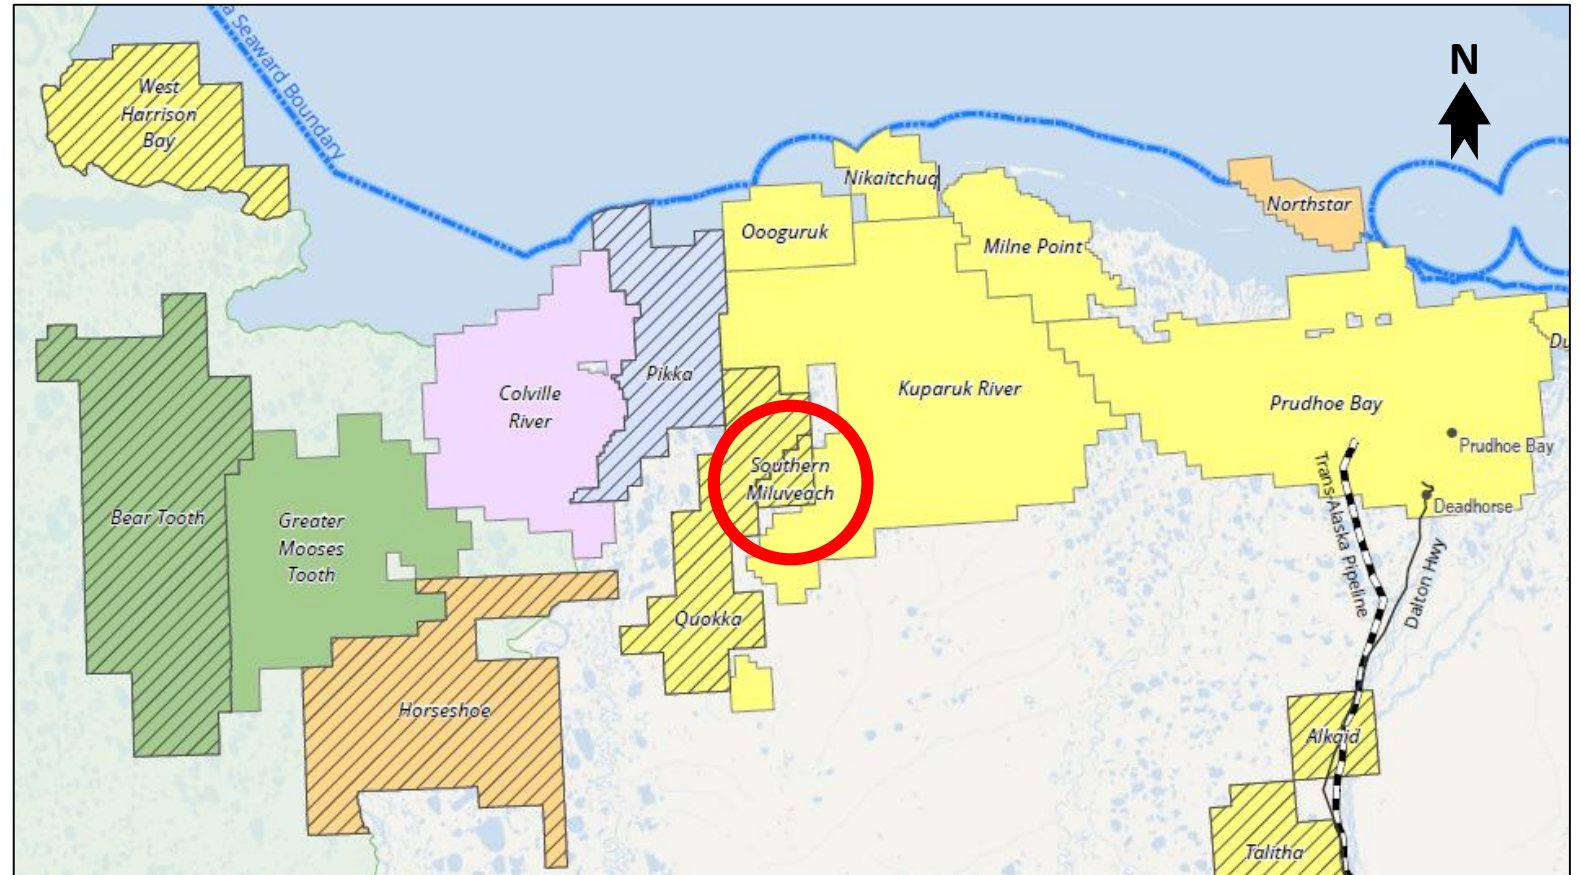 a Seaward Boundary
N
West
Harrison
Bay
Nikaitchuq
Northstar
Oooguruk
Milne Point
Du
Pikka
Colville
River
Kuparuk River
Prudhoe Bay
Prudhoe Bay
Southern
Miluveach
Trans-Alaska Pipeline
Deadhorse
Bear Tooth
Greater
Mooses
Tooth
Dalton Hwy
Quokka
Horseshoe
Alkaid
Talitha